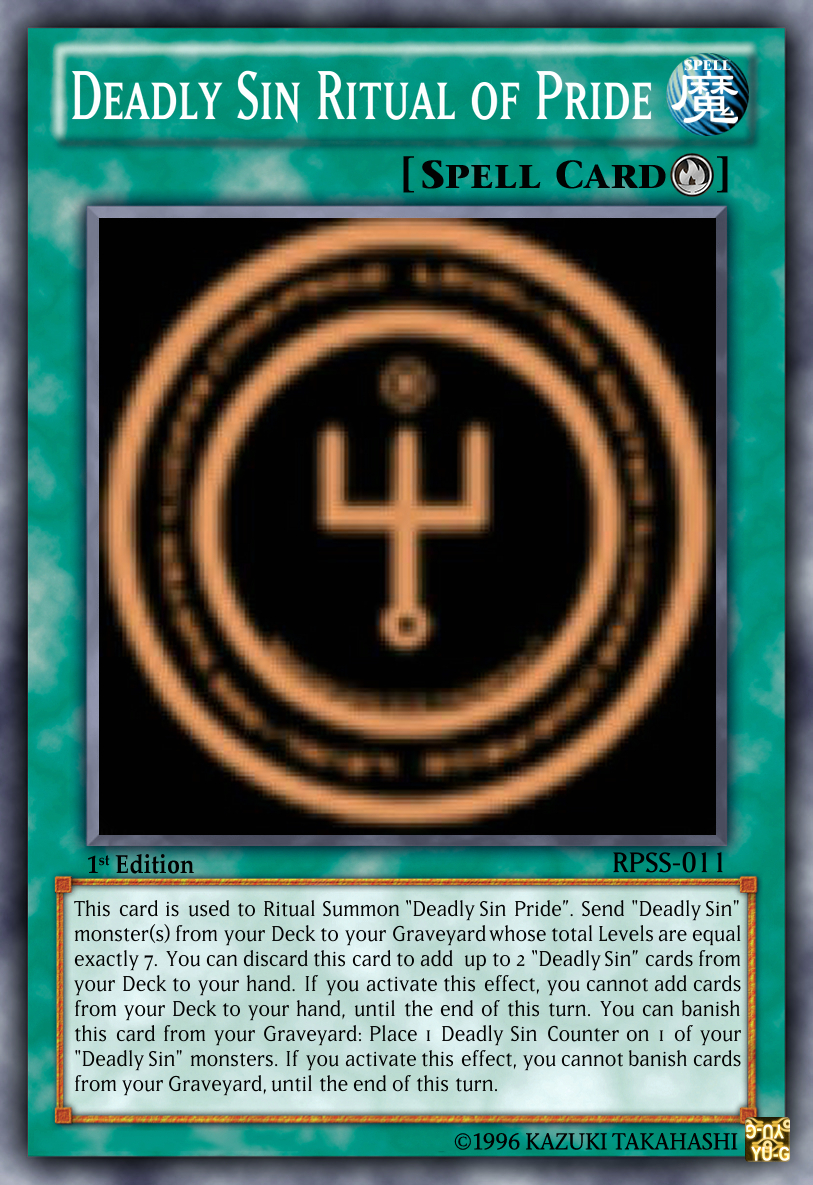 Deadly Sin Ritual of Pride
SPELL
魔
[Spell Card]
1st Edition
RPSS-011
This card is used to Ritual Summon "Deadly Sin Pride". Send "Deadly Sin"
monster(s) from your Deck to your Graveyard whose total Levels are equal
exactly 7. You can discard this card to add up to 2 "Deadly Sin" cards from
your Deck to your hand. If you activate this effect, you cannot add cards
from your Deck to your hand, until the end of this turn. You can banish
this card from your Graveyard: Place 1 Deadly Sin Counter on 1 of your
"Deadly Sin" monsters. If you activate this effect, you cannot banish cards
from your Graveyard, until the end of this turn.
©1996 KAZUKI TAKAHASHI